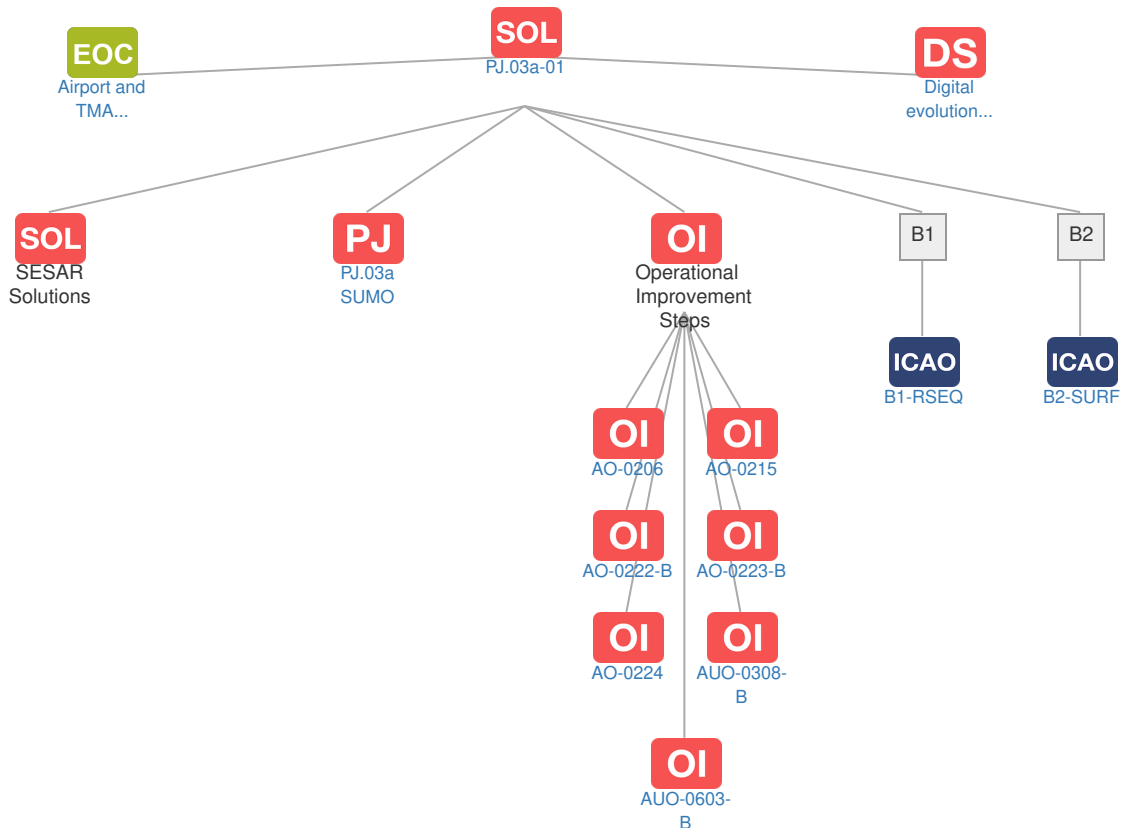 SOL
PJ.03a-01
EOC
Airport and
TMA...
DS
Digital
evolution...
SOL
SESAR
Solutions
PJ
PJ.03a
SUMO
OI
Operational
Improvement
Steps
B1
B2
ICAO
B1-RSEQ
ICAO
B2-SURF
OI
AO-0206
OI
AO-0215
OI
AO-0222-B
OI
AO-0223-B
OI
AO-0224
OI
AUO-0308-
B
OI
AUO-0603-
B